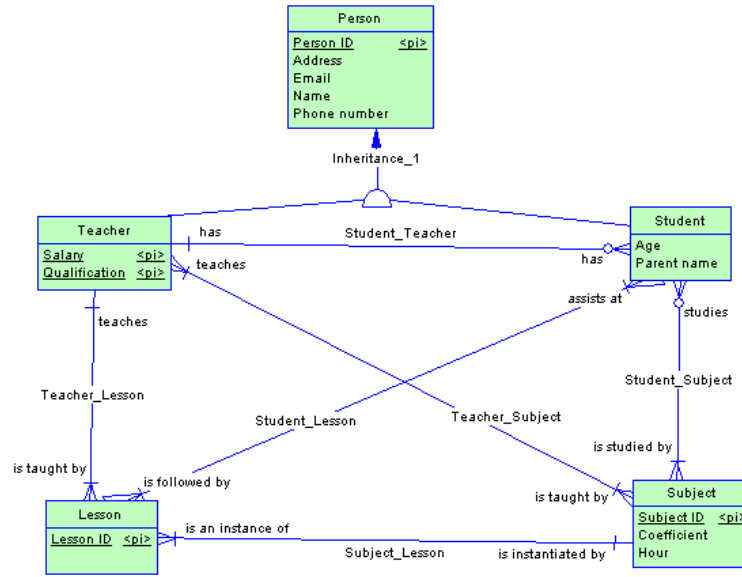 Person
Person ID <pi>
Address
Email
Name
Phone number
Inheritance_1
Teacher
Salary <pi>
Qualification <pi>
has
Student_Teacher
has
teaches
Student
Age
Parent name
assists at
studies
teaches
Teacher_Lesson
Student_Lesson
Teacher_Subject
Student_Subject
is studied by
is taught by
is followed by
is taught by
Lesson
Lesson ID <pi>
is an instance of
Subject_Lesson
is instantiated by
Subject
Subject ID <pi>
Coefficient
Hour